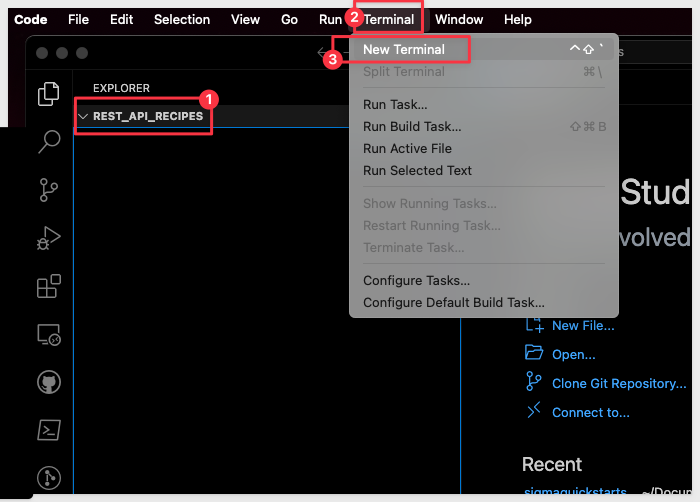 Code File Edit Selection View Go Run Terminal Window Help
2
New Terminal ^⇧`
3
Split Terminal ⌘\
EXPLORER
1
REST_API_RECIPES
Run Task...
Run Build Task... ⇧⌘B
Run Active File
Run Selected Text
Show Running Tasks...
Restart Running Task...
Terminate Task...
Configure Tasks...
Configure Default Build Task...
Stud
volved
New File...
Open...
Clone Git Repository...
Connect to...
Recent
sigmaquickstarts ~/Docum